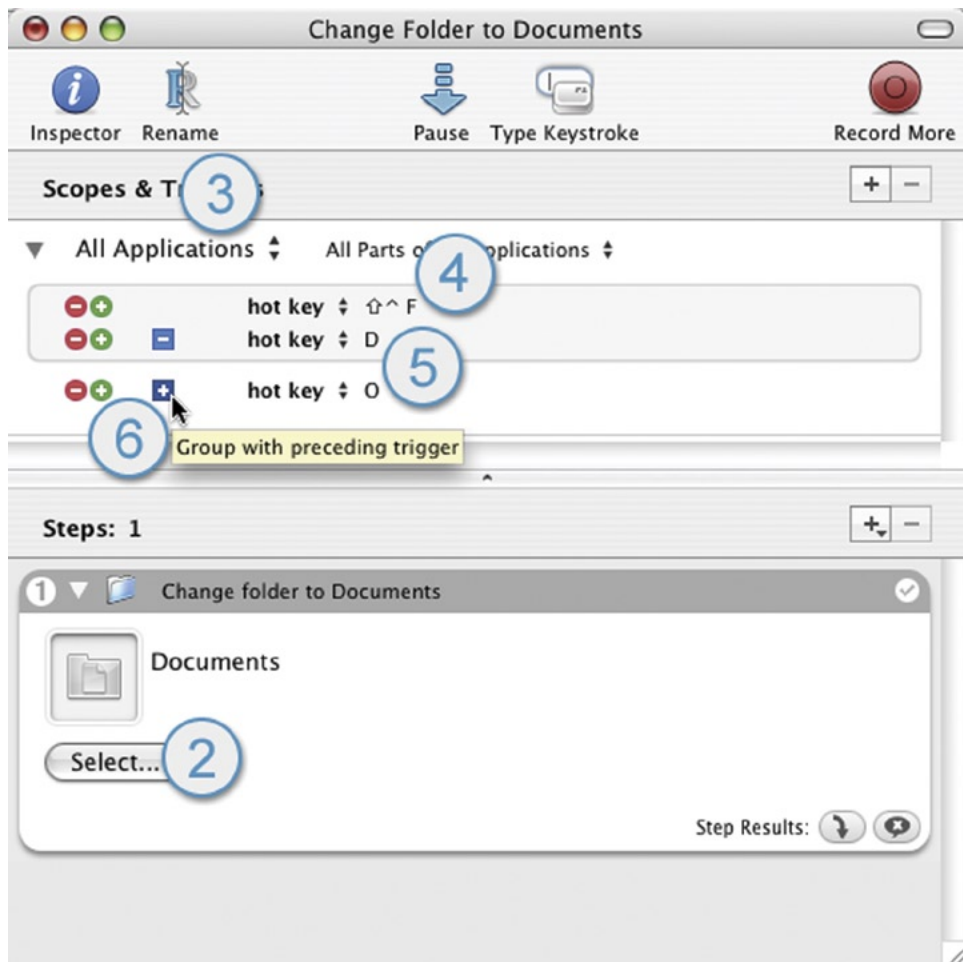 Change Folder to Documents
Inspector Rename Pause Type Keystroke Record More
Scopes & 3
All Applications All Parts of 4
hot key ⇧^ F
hot key D
5
hot key O
6 Group with preceding trigger
Steps: 1
1 Change folder to Documents
Documents
Select... 2
Step Results: